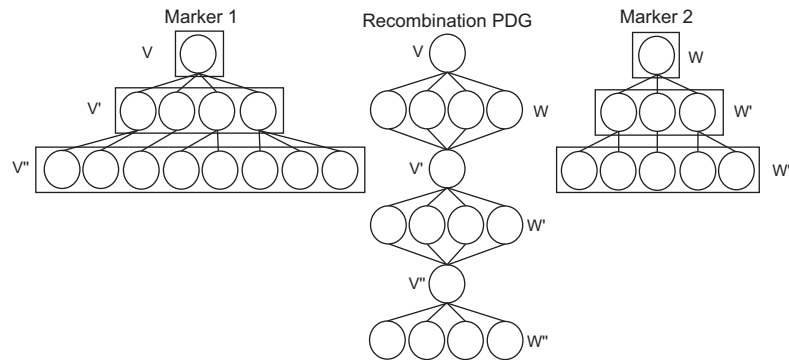 Marker 1
Recombination PDG
Marker 2
V
V
W
V'
W
W'
V''
V'
W'
W'
V''
W''